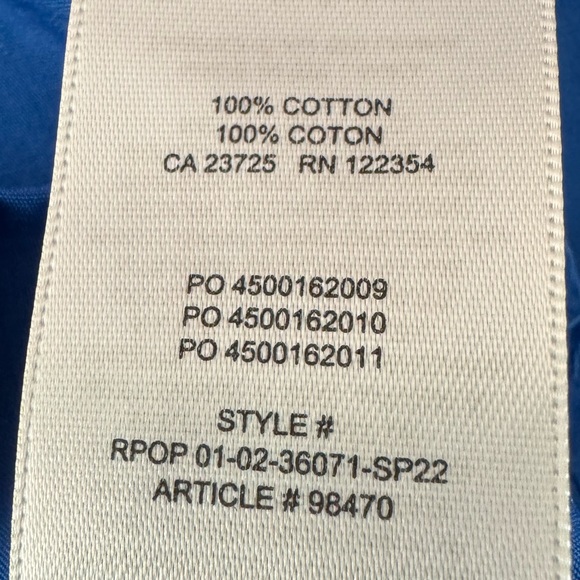 100% COTTON
100% COTON
CA 23725 RN 122354
PO 4500162009
PO 4500162010
PO 4500162011
STYLE #
RPOP 01-02-36071-SP22
ARTICLE # 98470